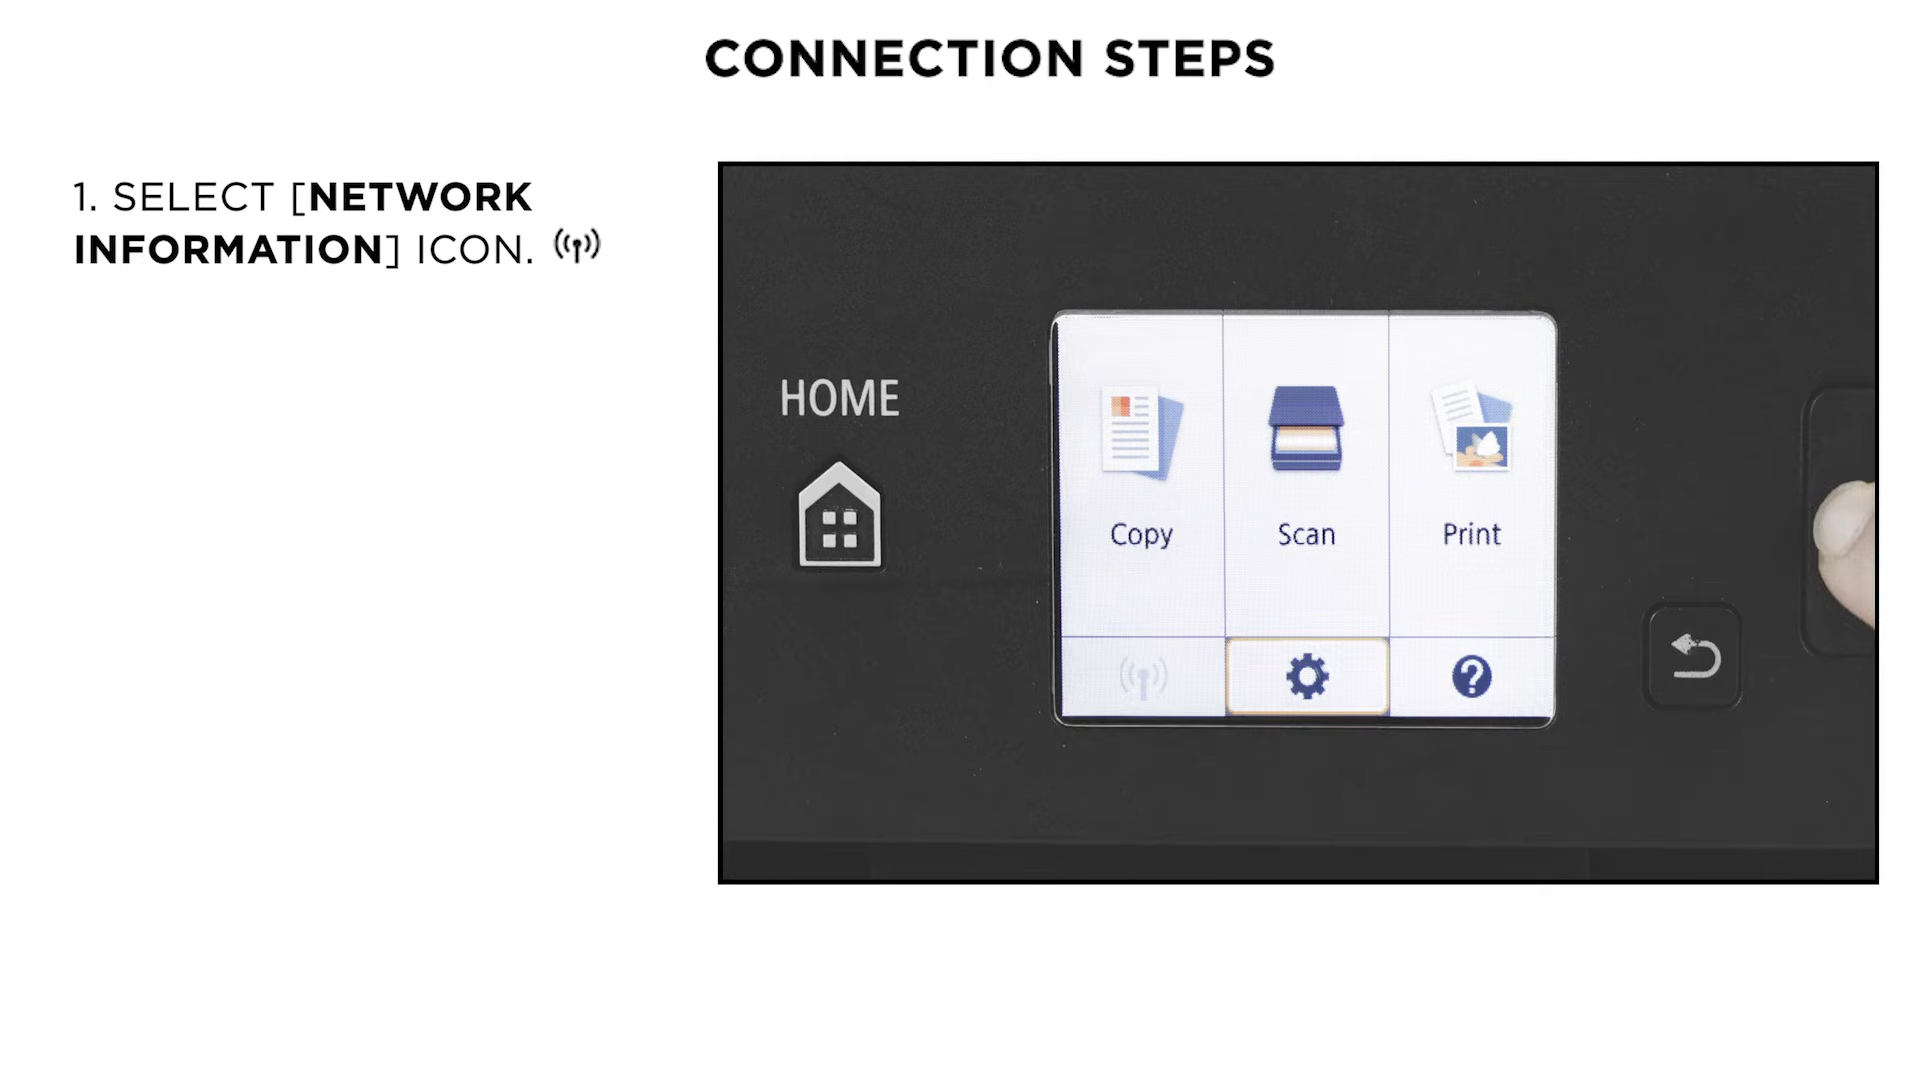 CONNECTION STEPS
1. SELECT [NETWORK
INFORMATION] ICON.
HOME
Copy
Scan
Print
?